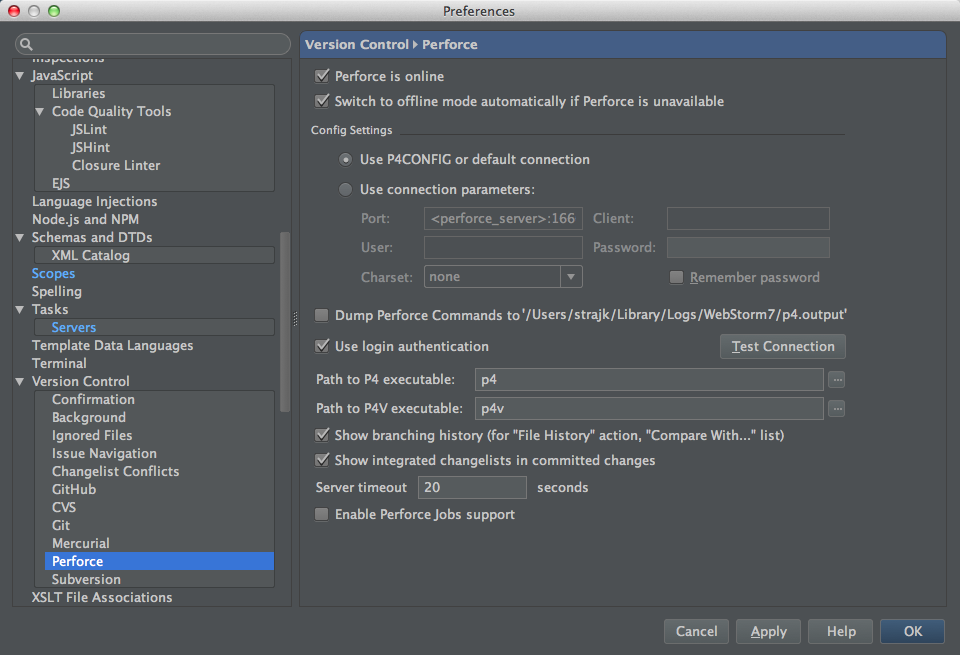 Preferences
Inspections
JavaScript
Libraries
Code Quality Tools
JSLint
JSHint
Closure Linter
EJS
Language Injections
Node.js and NPM
Schemas and DTDs
XML Catalog
Scopes
Spelling
Tasks
Servers
Template Data Languages
Terminal
Version Control
Confirmation
Background
Ignored Files
Issue Navigation
Changelist Conflicts
GitHub
CVS
Git
Mercurial
Perforce
Subversion
XSLT File Associations
Version Control ▸ Perforce
Perforce is online
Switch to offline mode automatically if Perforce is unavailable
Config Settings
Use P4CONFIG or default connection
Use connection parameters:
Port: <perforce_server>:166 Client:
User: Password:
Charset: none Remember password
Dump Perforce Commands to '/Users/strajk/Library/Logs/WebStorm7/p4.output'
Use login authentication Test Connection
Path to P4 executable: p4 ...
Path to P4V executable: p4v ...
Show branching history (for "File History" action, "Compare With..." list)
Show integrated changelists in committed changes
Server timeout 20 seconds
Enable Perforce Jobs support
Cancel Apply Help OK